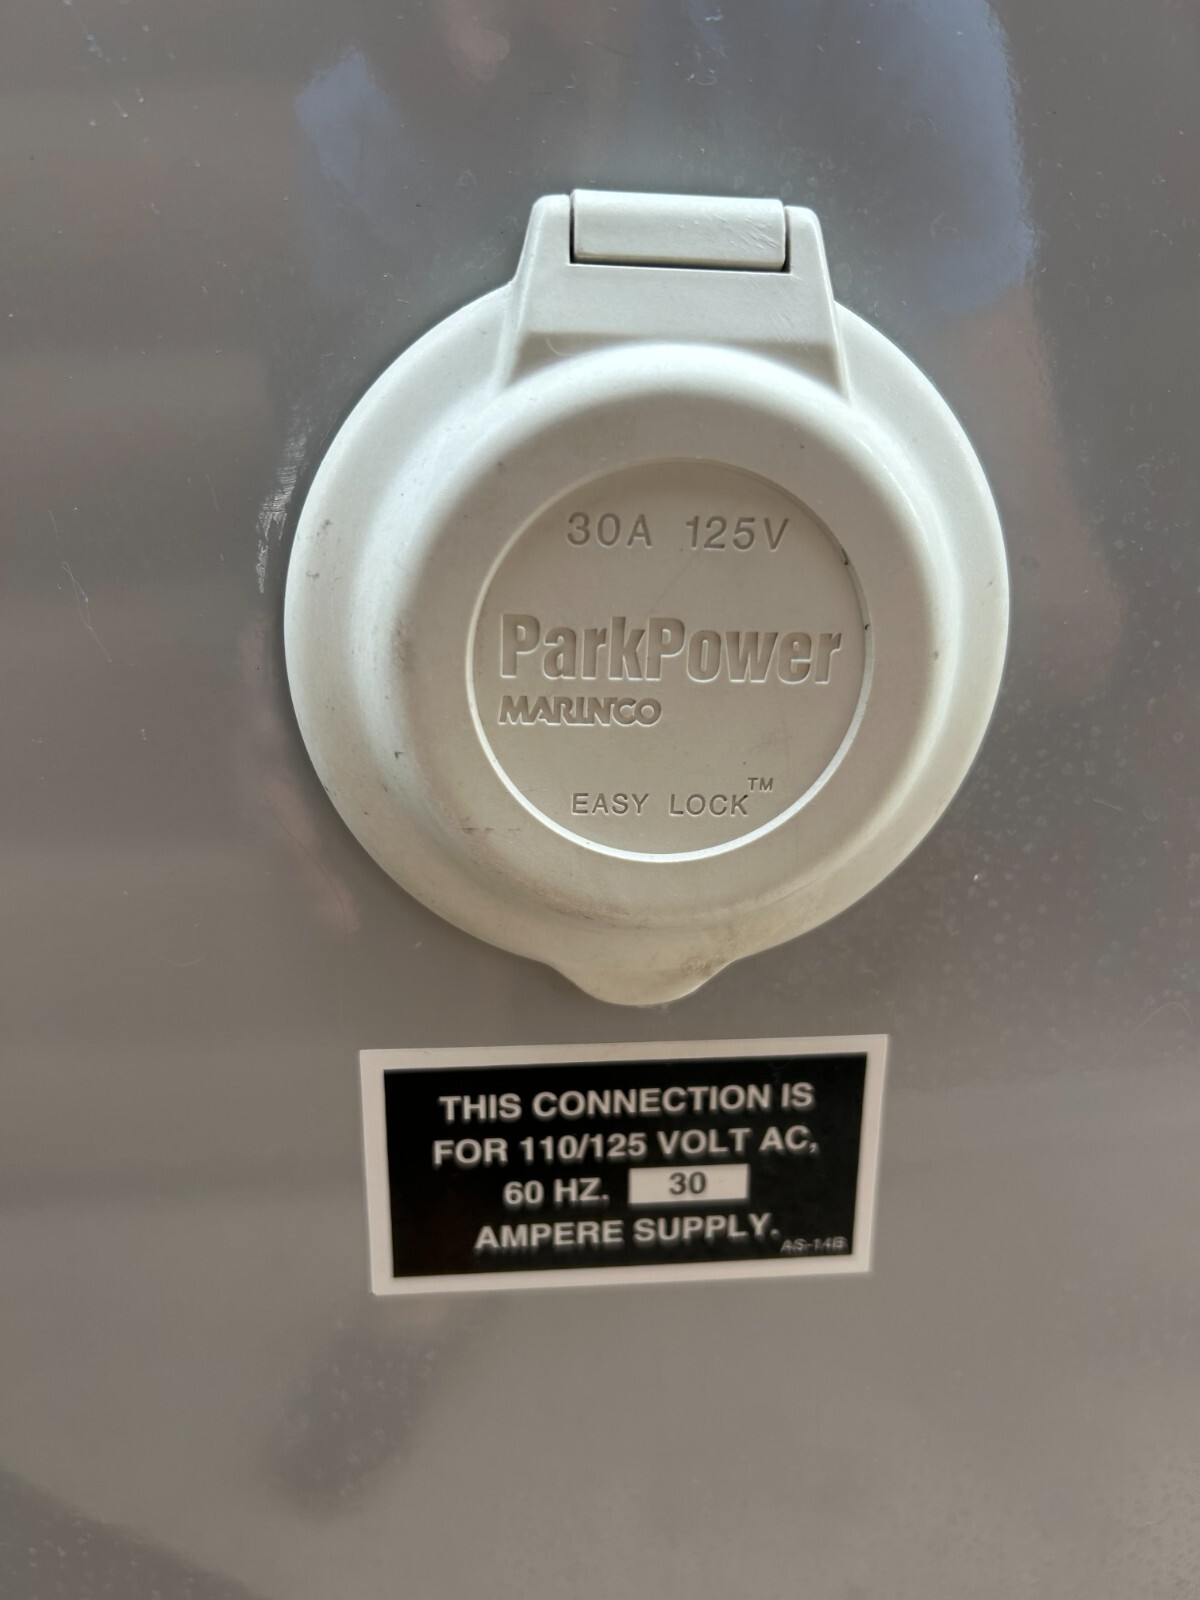 30A 125V
ParkPower
MARINCO
EASY LOCK™
THIS CONNECTION IS
FOR 110/125 VOLT AC,
60 HZ. 30
AMPERE SUPPLY.
AS-14B